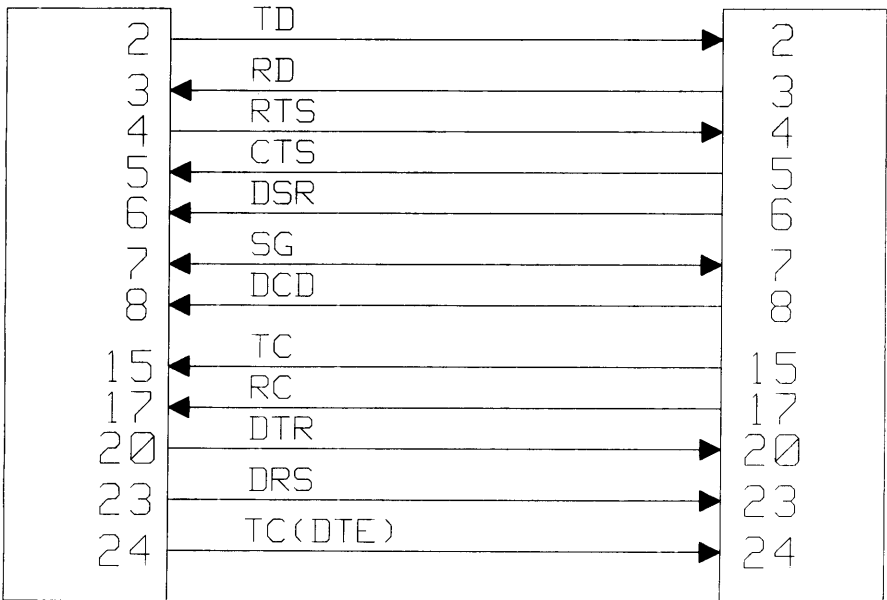 TD
2 2
RD
3 3
RTS
4 4
CTS
5 5
DSR
6 6
SG
7 7
DCD
8 8
TC
15 15
RC
17 17
DTR
20 20
DRS
23 23
TC(DTE)
24 24